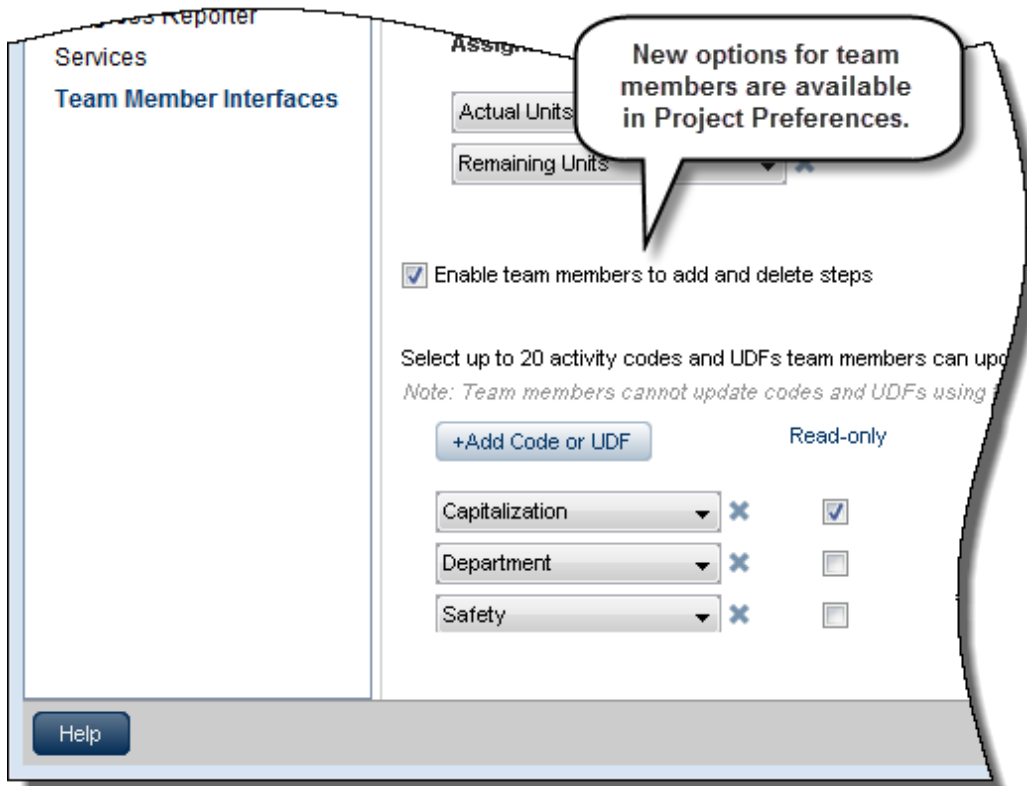 Reporter
Services
Team Member Interfaces
New options for team
members are available
in Project Preferences.
Actual Units
Remaining Units
Enable team members to add and delete steps
Select up to 20 activity codes and UDFs team members can
Note: Team members cannot update codes and UDFs using
+Add Code or UDF
Read-only
Capitalization
Department
Safety
Help